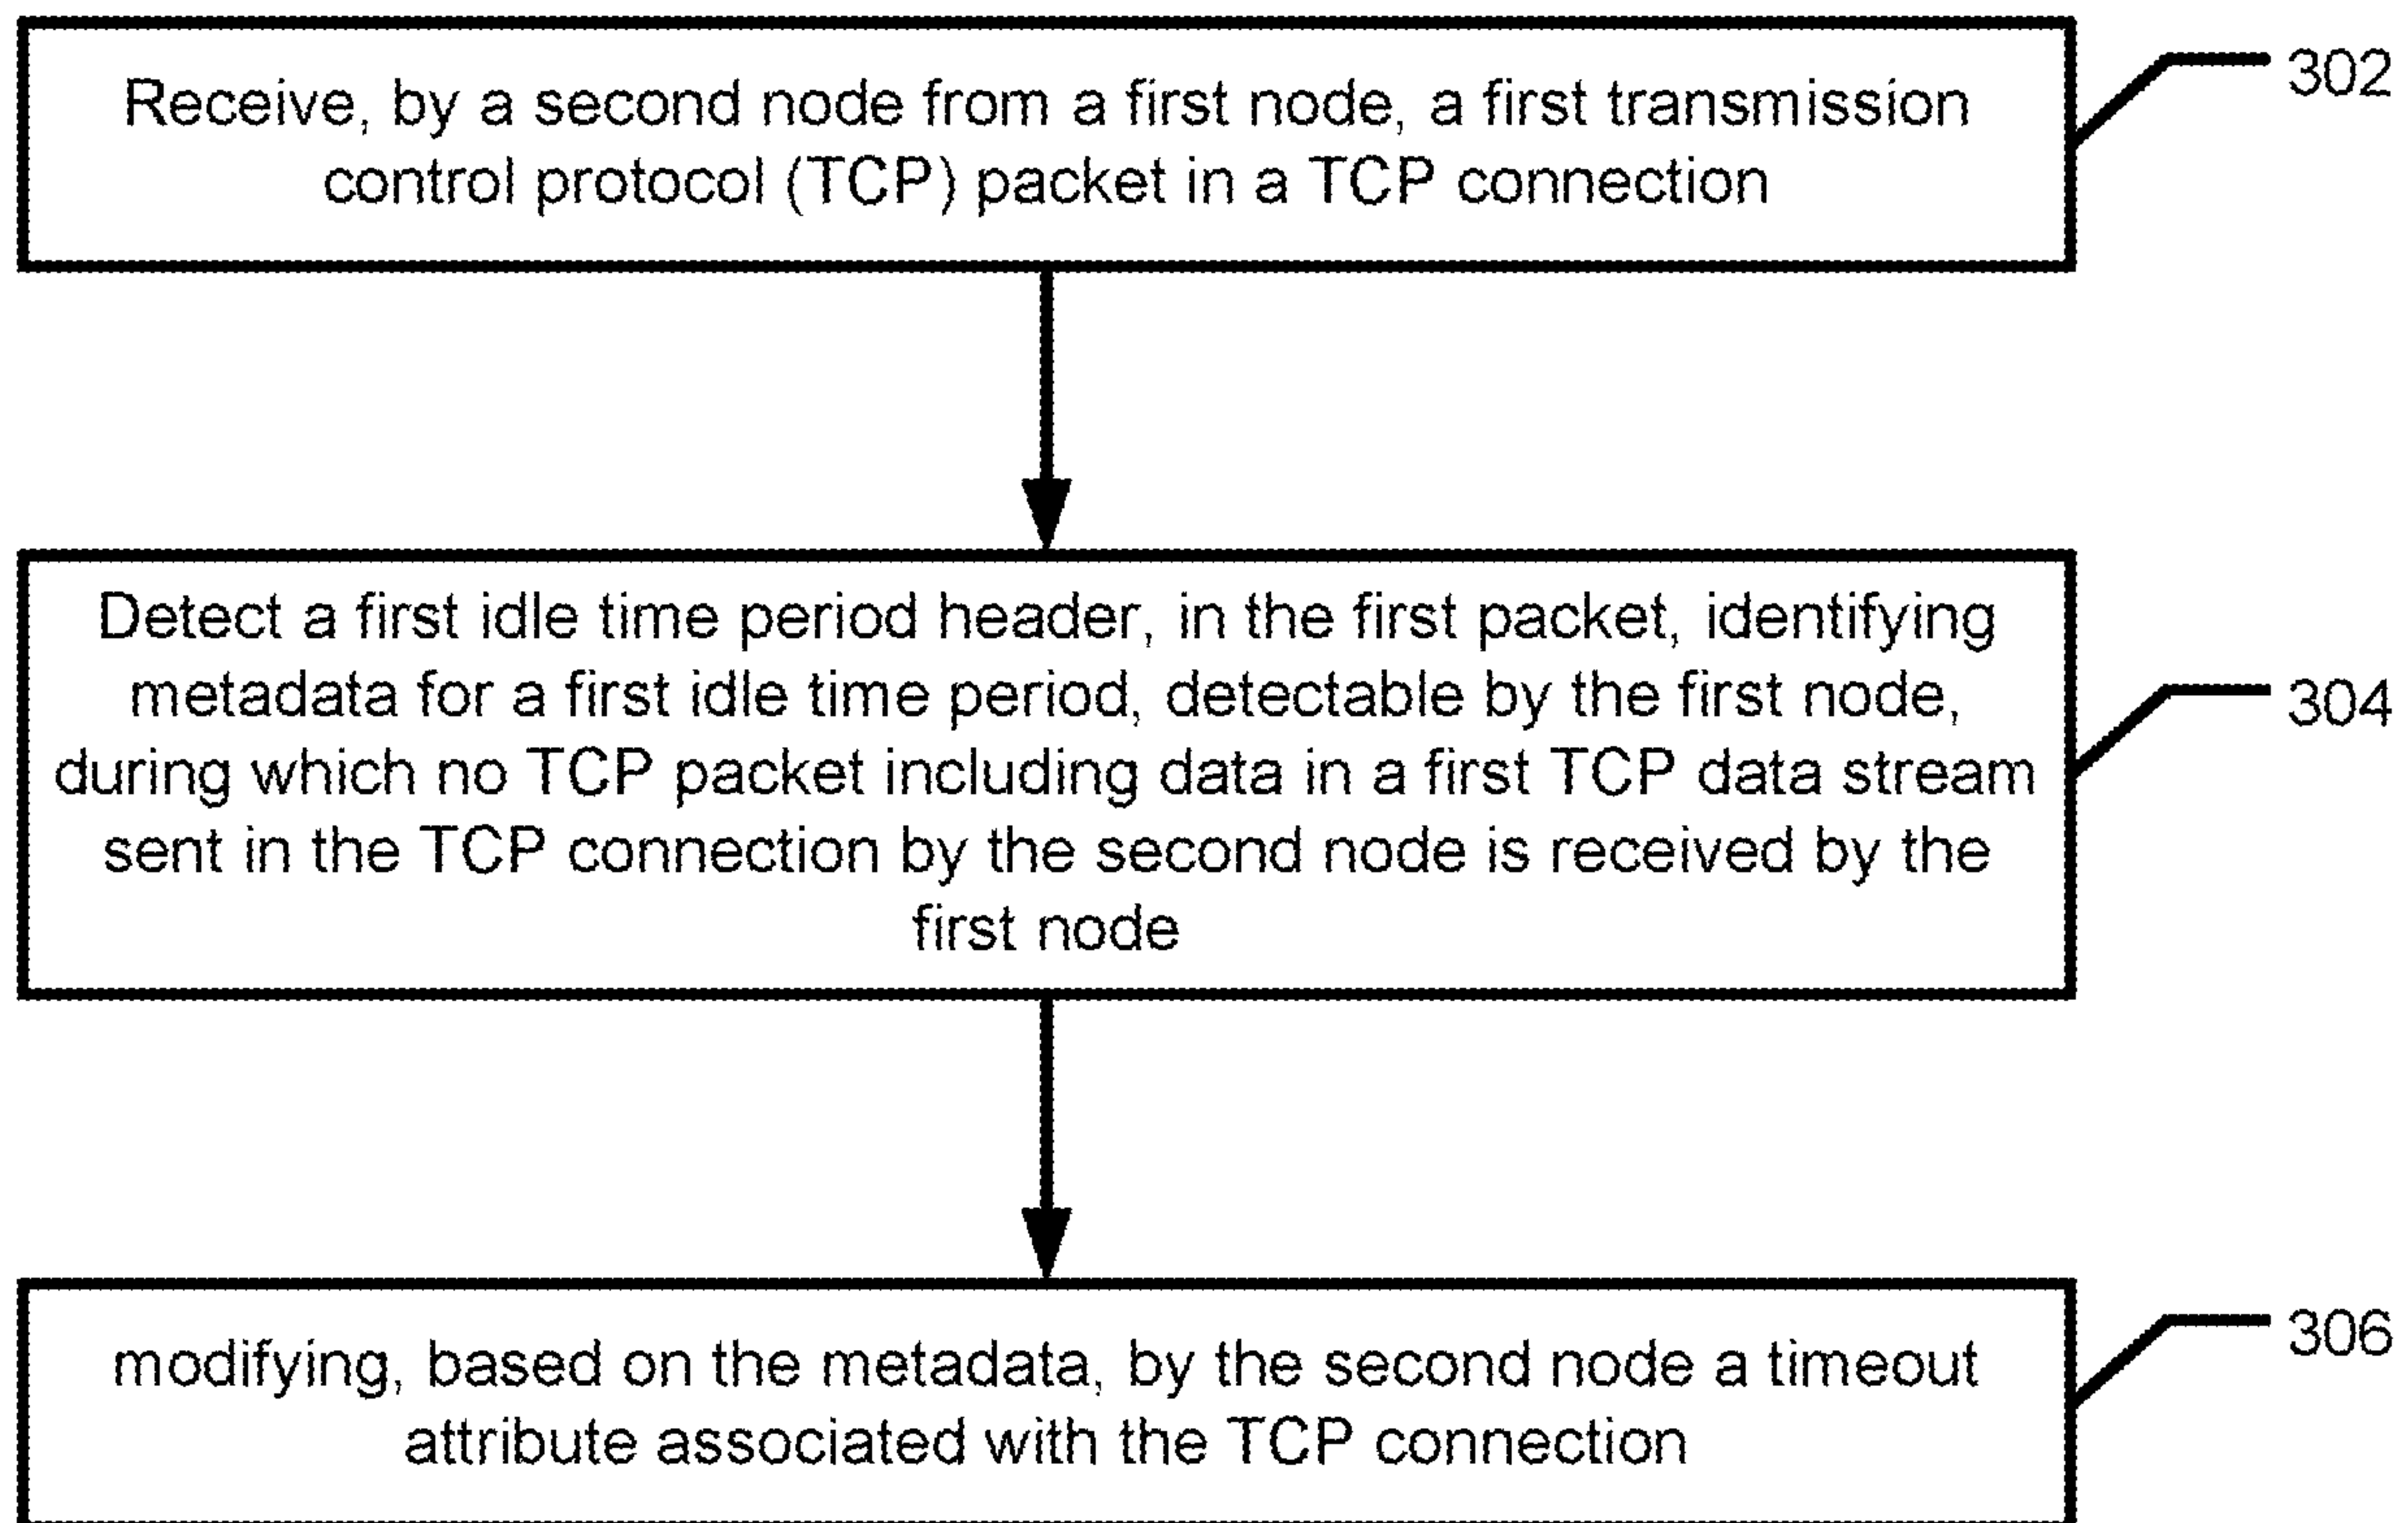 Receive, by a second node from a first node, a first transmission
control protocol (TCP) packet in a TCP connection
302
Detect a first idle time period header, in the first packet, identifying
metadata for a first idle time period, detectable by the first node,
during which no TCP packet including data in a first TCP data stream
sent in the TCP connection by the second node is received by the
first node
304
modifying, based on the metadata, by the second node a timeout
attribute associated with the TCP connection
306